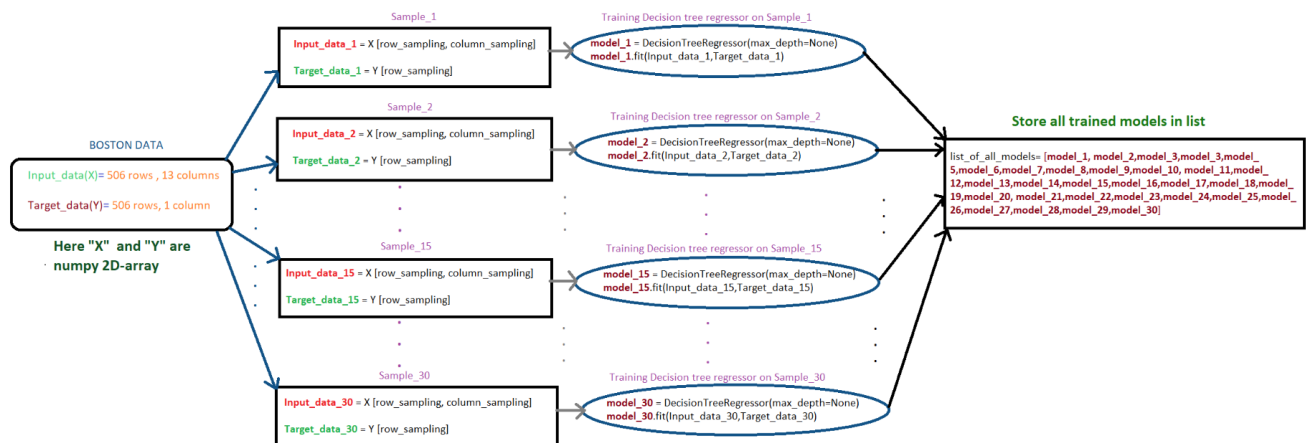 BOSTON DATA
Input_data(X)= 506 rows , 13 columns
Target_data(Y)= 506 rows, 1 column
Here "X" and "Y" are
numpy 2D-array
Sample_1
Input_data_1 = X [row_sampling, column_sampling]
Target_data_1 = Y [row_sampling]
Training Decision tree regressor on Sample_1
model_1 = DecisionTreeRegressor(max_depth=None)
model_1.fit(Input_data_1,Target_data_1)
Sample_2
Input_data_2 = X [row_sampling, column_sampling]
Target_data_2 = Y [row_sampling]
Training Decision tree regressor on Sample_2
model_2 = DecisionTreeRegressor(max_depth=None)
model_2.fit(Input_data_2,Target_data_2)
Sample_15
Input_data_15 = X [row_sampling, column_sampling]
Target_data_15 = Y [row_sampling]
Training Decision tree regressor on Sample_15
model_15 = DecisionTreeRegressor(max_depth=None)
model_15.fit(Input_data_15,Target_data_15)
Sample_30
Input_data_30 = X [row_sampling, column_sampling]
Target_data_30 = Y [row_sampling]
Training Decision tree regressor on Sample_30
model_30 = DecisionTreeRegressor(max_depth=None)
model_30.fit(Input_data_30,Target_data_30)
Store all trained models in list
list_of_all_models= [model_1, model_2,model_3,model_3,model_
5,model_6,model_7,model_8,model_9,model_10, model_11,model_
12,model_13,model_14,model_15,model_16,model_17,model_18,model_
19,model_20, model_21,model_22,model_23,model_24,model_25,model_
26,model_27,model_28,model_29,model_30]